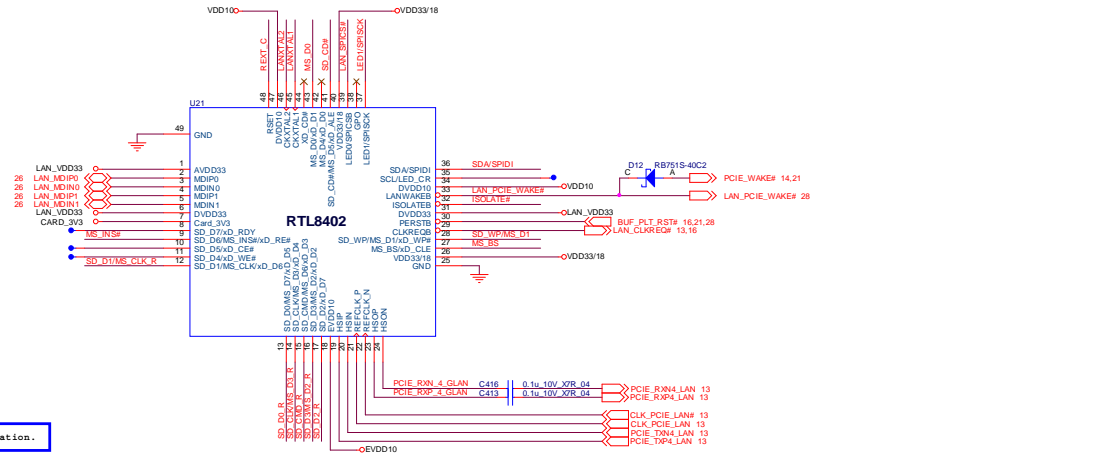 VDD10
VDD33/18
REXT_C
LANXTAL2
LANXTAL1
MS_D0
SD_CD#
LAN_SPICS#
LED1/SPISCK
48
47
46
45
44
43
42
41
40
39
38
37
U21
RSET
DVDD10
CKXTAL2
CKXTAL1
XD_CD#
MS_D0/xD_D1
MS_D4/xD_D0
SD_CD#/MS_D5/xD_ALE
VDD33/18
LED0/SPICSB
GPO
LED1/SPISCK
49 GND
LAN_VDD33 1 AVDD33
26 LAN_MDIP0 2 MDIP0
26 LAN_MDIN0 3 MDIN0
26 LAN_MDIP1 4 MDIP1
26 LAN_MDIN1 5 MDIN1
LAN_VDD33 6 DVDD33
CARD_3V3 7 Card_3V3
8 SD_D7/xD_RDY
MS_INS# 9 SD_D6/MS_INS#/xD_RE#
10 SD_D5/xD_CE#
11 SD_D4/xD_WE#
SD_D1/MS_CLK_R 12 SD_D1/MS_CLK/xD_D6
RTL8402
SDA/SPIDI 36 SDA/SPIDI
SCL/LED_CR 35
DVDD10 34 VDD10
LANWAKEB 33 LAN_PCIE_WAKE#
ISOLATEB 32 ISOLATE#
DVDD33 31 LAN_VDD33
PERSTB 30 BUF_PLT_RST# 16,21,28
CLKREQB 29 LAN_CLKREQ# 13,16
SD_WP/MS_D1/xD_WP# 28 SD_WP/MS_D1
MS_BS/xD_CLE 27 MS_BS
VDD33/18 26 VDD33/18
GND 25
D12 RB751S-40C2
C A
PCIE_WAKE# 14,21
LAN_PCIE_WAKE# 28
SD_D0/MS_D7/xD_D5
SD_CLK/MS_D3/xD_D4
SD_CMD/MS_D6/xD_D3
SD_D3/MS_D2/xD_D2
SD_D2/xD_D7
EVDD10
HSIP
HSIN
REFCLK_P
REFCLK_N
HSOP
HSON
13
14
15
16
17
18
19
20
21
22
23
24
SD_D0_R
SD_CLK/MS_D3_R
SD_CMD_R
SD_D3/MS_D2_R
SD_D2_R
PCIE_RXN_4_GLAN C416 0.1u_10V_X7R_04 PCIE_RXN4_LAN 13
PCIE_RXP_4_GLAN C413 0.1u_10V_X7R_04 PCIE_RXP4_LAN 13
CLK_PCIE_LAN# 13
CLK_PCIE_LAN 13
PCIE_TXN4_LAN 13
PCIE_TXP4_LAN 13
EVDD10
ation.